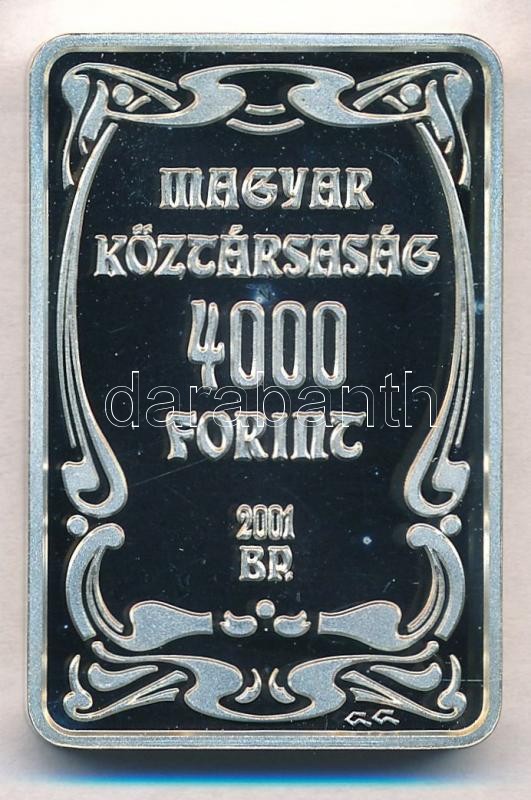 MAGYAR
KÖZTÁRSASÁG
4000
darabanth
FORINT
2001
BP.